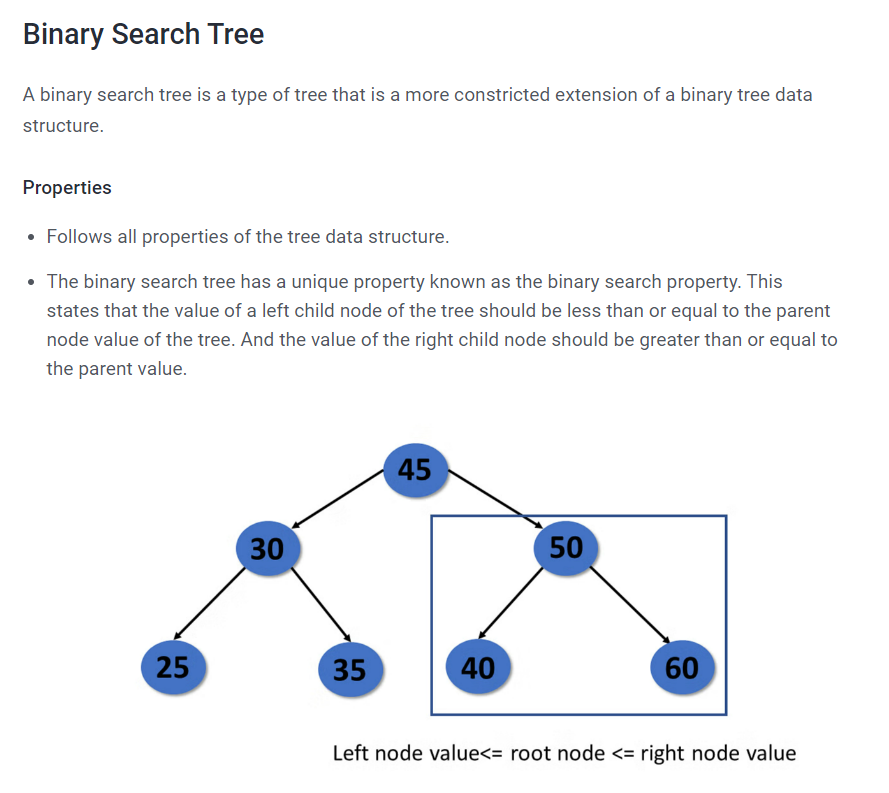 Binary Search Tree
A binary search tree is a type of tree that is a more constricted extension of a binary tree data
structure.
Properties
• Follows all properties of the tree data structure.
• The binary search tree has a unique property known as the binary search property. This
states that the value of a left child node of the tree should be less than or equal to the parent
node value of the tree. And the value of the right child node should be greater than or equal to
the parent value.
45
30 50
25 35 40 60
Left node value<= root node <= right node value